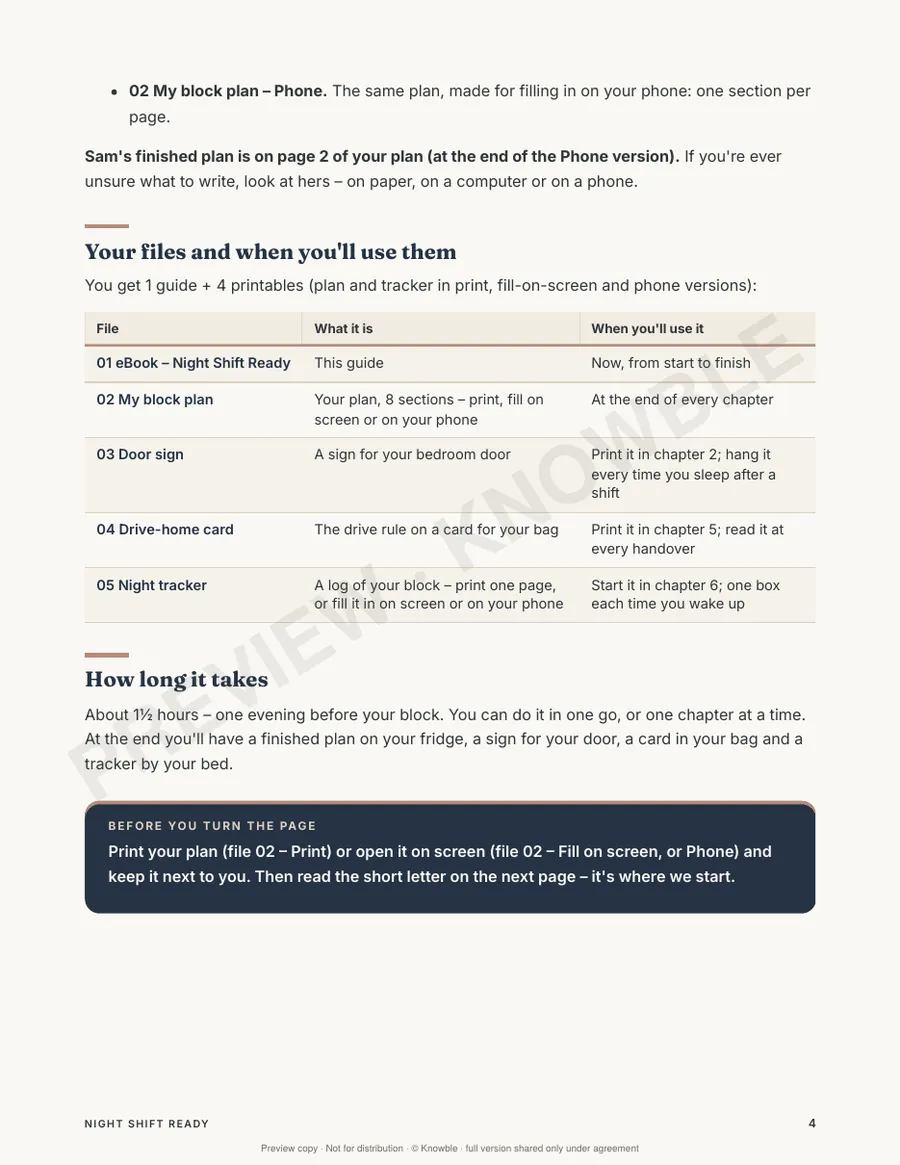 • 02 My block plan – Phone. The same plan, made for filling in on your phone: one section per
page.
Sam's finished plan is on page 2 of your plan (at the end of the Phone version). If you're ever
unsure what to write, look at hers – on paper, on a computer or on a phone.
Your files and when you'll use them
You get 1 guide + 4 printables (plan and tracker in print, fill-on-screen and phone versions):
File What it is When you'll use it
01 eBook – Night Shift Ready This guide Now, from start to finish
02 My block plan Your plan, 8 sections – print, fill on At the end of every chapter
screen or on your phone
03 Door sign A sign for your bedroom door Print it in chapter 2; hang it
every time you sleep after a
shift
04 Drive-home card The drive rule on a card for your bag Print it in chapter 5; read it at
every handover
05 Night tracker A log of your block – print one page, Start it in chapter 6; one box
or fill it in on screen or on your phone each time you wake up
How long it takes
About 1½ hours – one evening before your block. You can do it in one go, or one chapter at a time.
At the end you'll have a finished plan on your fridge, a sign for your door, a card in your bag and a
tracker by your bed.
BEFORE YOU TURN THE PAGE
Print your plan (file 02 – Print) or open it on screen (file 02 – Fill on screen, or Phone) and
keep it next to you. Then read the short letter on the next page – it's where we start.
PREVIEW · KNOWBLE
NIGHT SHIFT READY 4
Preview copy · Not for distribution · © Knowble · full version shared only under agreement